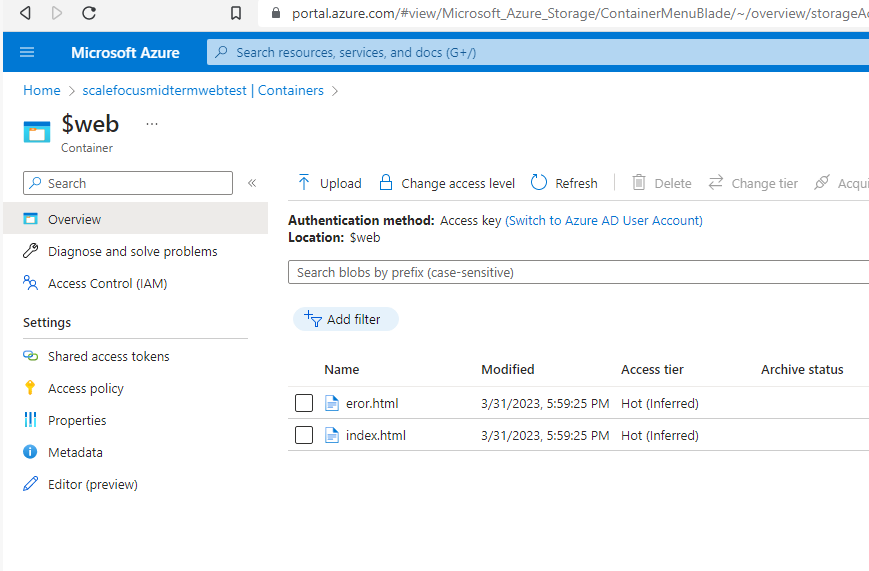 portal.azure.com/#view/Microsoft_Azure_Storage/ContainerMenuBlade/~/overview/storageAc
Microsoft Azure
Search resources, services, and docs (G+/)
Home > scalefocusmidtermwebtest | Containers >
$web ...
Container
Search «
Upload Change access level Refresh Delete Change tier Acqui
Overview
Diagnose and solve problems
Access Control (IAM)
Settings
Shared access tokens
Access policy
Properties
Metadata
Editor (preview)
Authentication method: Access key (Switch to Azure AD User Account)
Location: $web
Search blobs by prefix (case-sensitive)
Add filter
Name Modified Access tier Archive status
eror.html 3/31/2023, 5:59:25 PM Hot (Inferred)
index.html 3/31/2023, 5:59:25 PM Hot (Inferred)